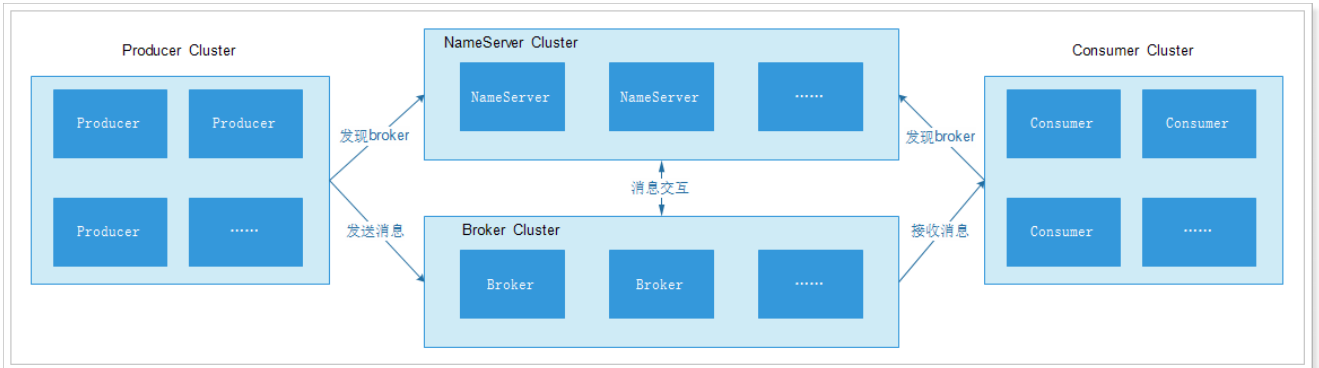 Producer Cluster
Producer
Producer
Producer
……
NameServer Cluster
NameServer
NameServer
……
Consumer Cluster
Consumer
Consumer
Consumer
……
发现broker
发现broker
消息交互
发送消息
接收消息
Broker Cluster
Broker
Broker
……